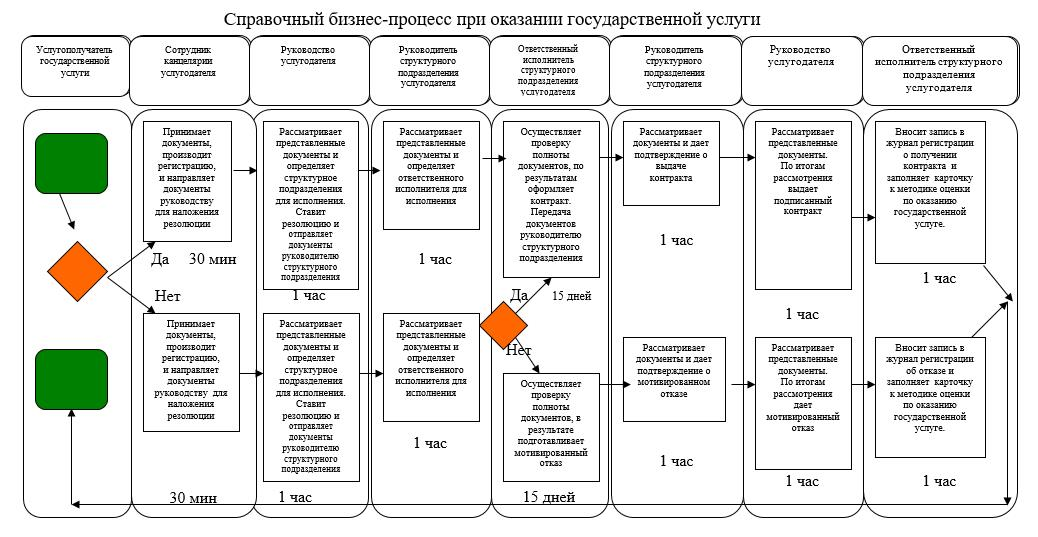 Справочный бизнес-процесс при оказании государственной услуги
Услугополучатель
государственной
услуги
Сотрудник
канцелярии
услугодателя
Руководство
услугодателя
Руководитель
структурного
подразделения
услугодателя
Ответственный
исполнитель
структурного
подразделения
услугодателя
Руководитель
структурного
подразделения
услугодателя
Руководство
услугодателя
Ответственный
исполнитель структурного
подразделения
услугодателя
Принимает
документы,
производит
регистрацию,
и направляет
документы
руководству
для наложения
резолюции
Да
30 мин
Рассматривает
представленные
документы и
определяет
структурное
подразделения
для исполнения.
Ставит
резолюцию и
отправляет
документы
руководителю
структурного
подразделения
1 час
Рассматривает
представленные
документы и
определяет
ответственного
исполнителя для
исполнения
1 час
Осуществляет
проверку
полноты
документов, по
результатам
оформляет
контракт.
Передача
документов
руководителю
структурного
подразделения
Да
15 дней
Рассматривает
документы и дает
подтверждение о
выдаче
контракта
1 час
Рассматривает
представленные
документы.
По итогам
рассмотрения
выдает
подписанный
контракт
1 час
Вносит запись в
журнал регистрации
о получении
контракта и
заполняет карточку
к методике оценки
по оказанию
государственной
услуге.
1 час
Нет
Принимает
документы,
производит
регистрацию,
и направляет
документы
руководству для
наложения
резолюции
30 мин
Рассматривает
представленные
документы и
определяет
структурное
подразделения
для исполнения.
Ставит
резолюцию и
отправляет
документы
руководителю
структурного
подразделения
1 час
Рассматривает
представленные
документы и
определяет
ответственного
исполнителя для
исполнения
1 час
Нет
Осуществляет
проверку
полноты
документов, в
результате
подготавливает
мотивированный
отказ
15 дней
Рассматривает
документы и дает
подтверждение о
мотивированном
отказе
1 час
Рассматривает
представленные
документы.
По итогам
рассмотрения
дает
мотивированный
отказ
1 час
Вносит запись в
журнал регистрации
об отказе и
заполняет карточку
к методике оценки
по оказанию
государственной
услуге.
1 час